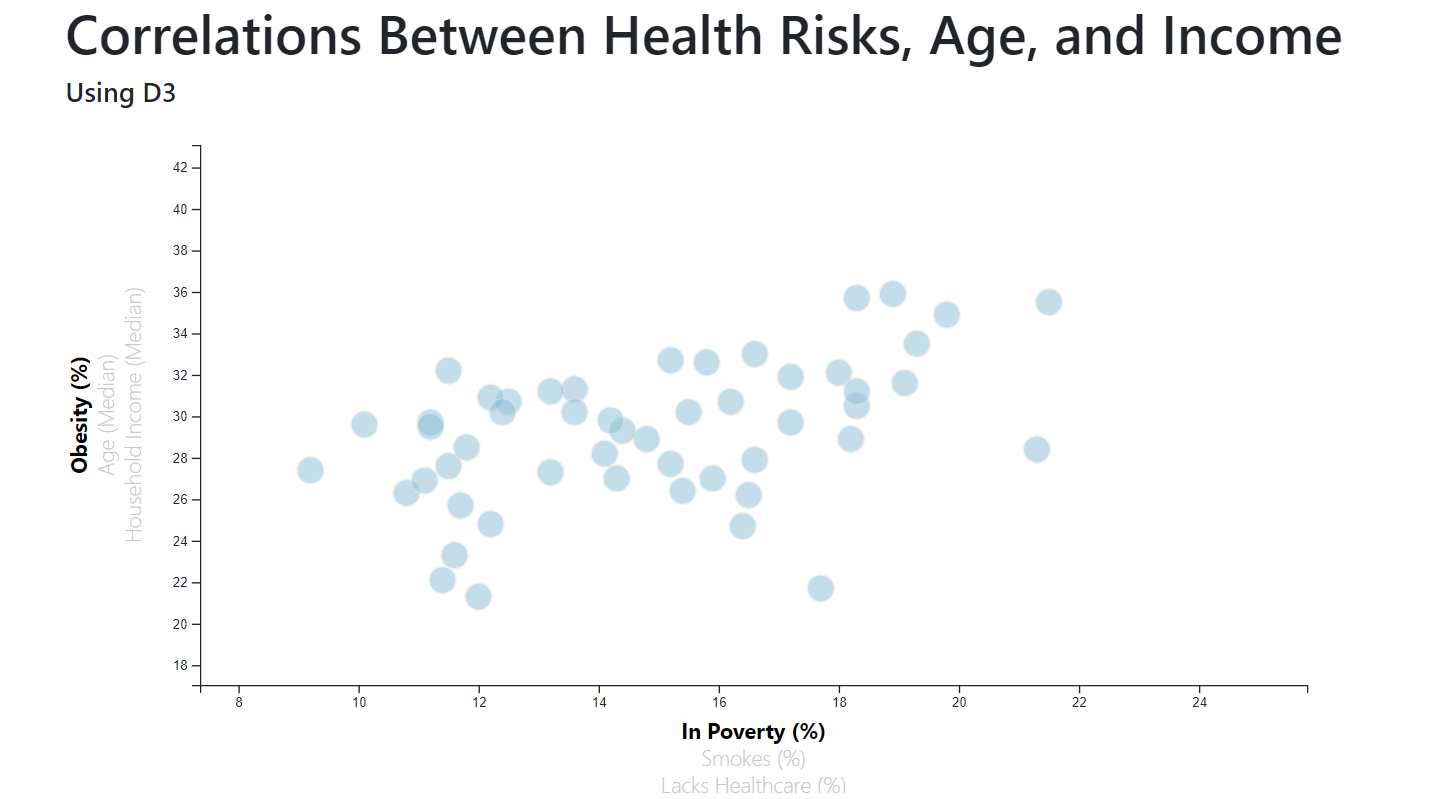 Correlations Between Health Risks, Age, and Income
Using D3
42
40
38
36
34
32
30
28
26
24
22
20
18
Obesity (%)
Age (Median)
Household Income (Median)
8 10 12 14 16 18 20 22 24
In Poverty (%)
Smokes (%)
Lacks Healthcare (%)